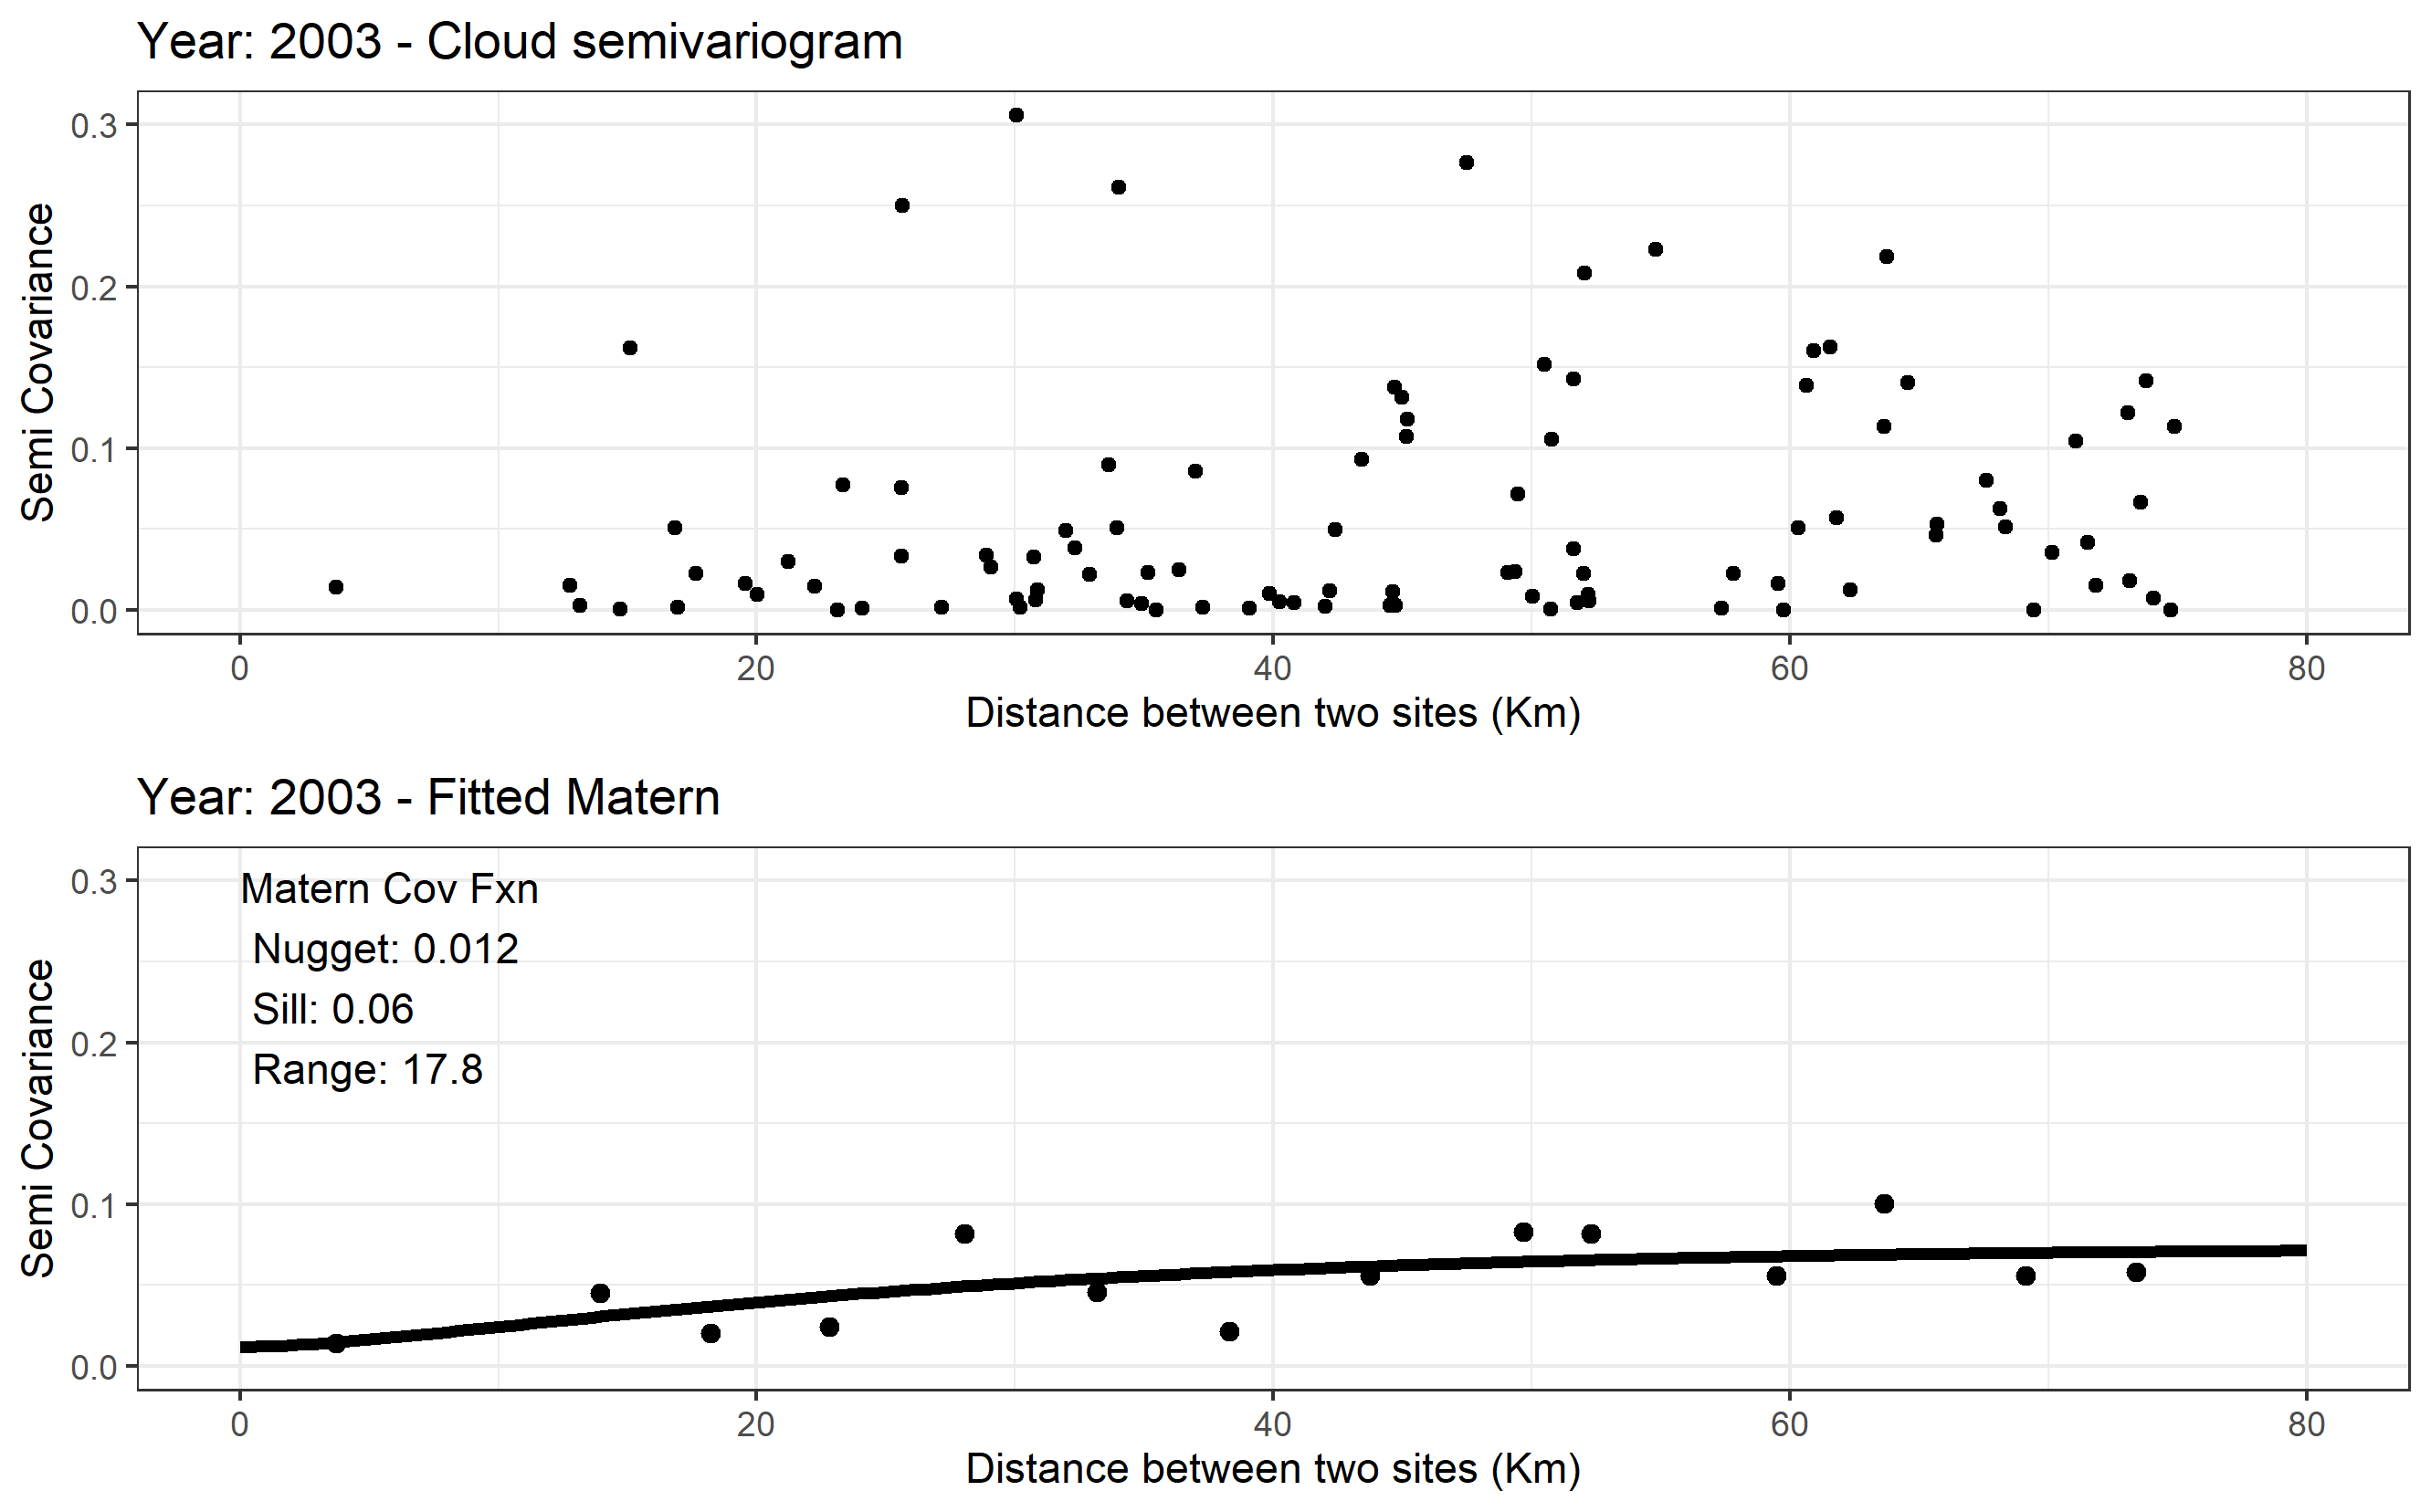 Year: 2003 - Cloud semivariogram
0.3
0.2
0.1
0.0
Semi Covariance
0 20 40 60 80
Distance between two sites (Km)
Year: 2003 - Fitted Matern
0.3
0.2
0.1
0.0
Semi Covariance
Matern Cov Fxn
Nugget: 0.012
Sill: 0.06
Range: 17.8
0 20 40 60 80
Distance between two sites (Km)